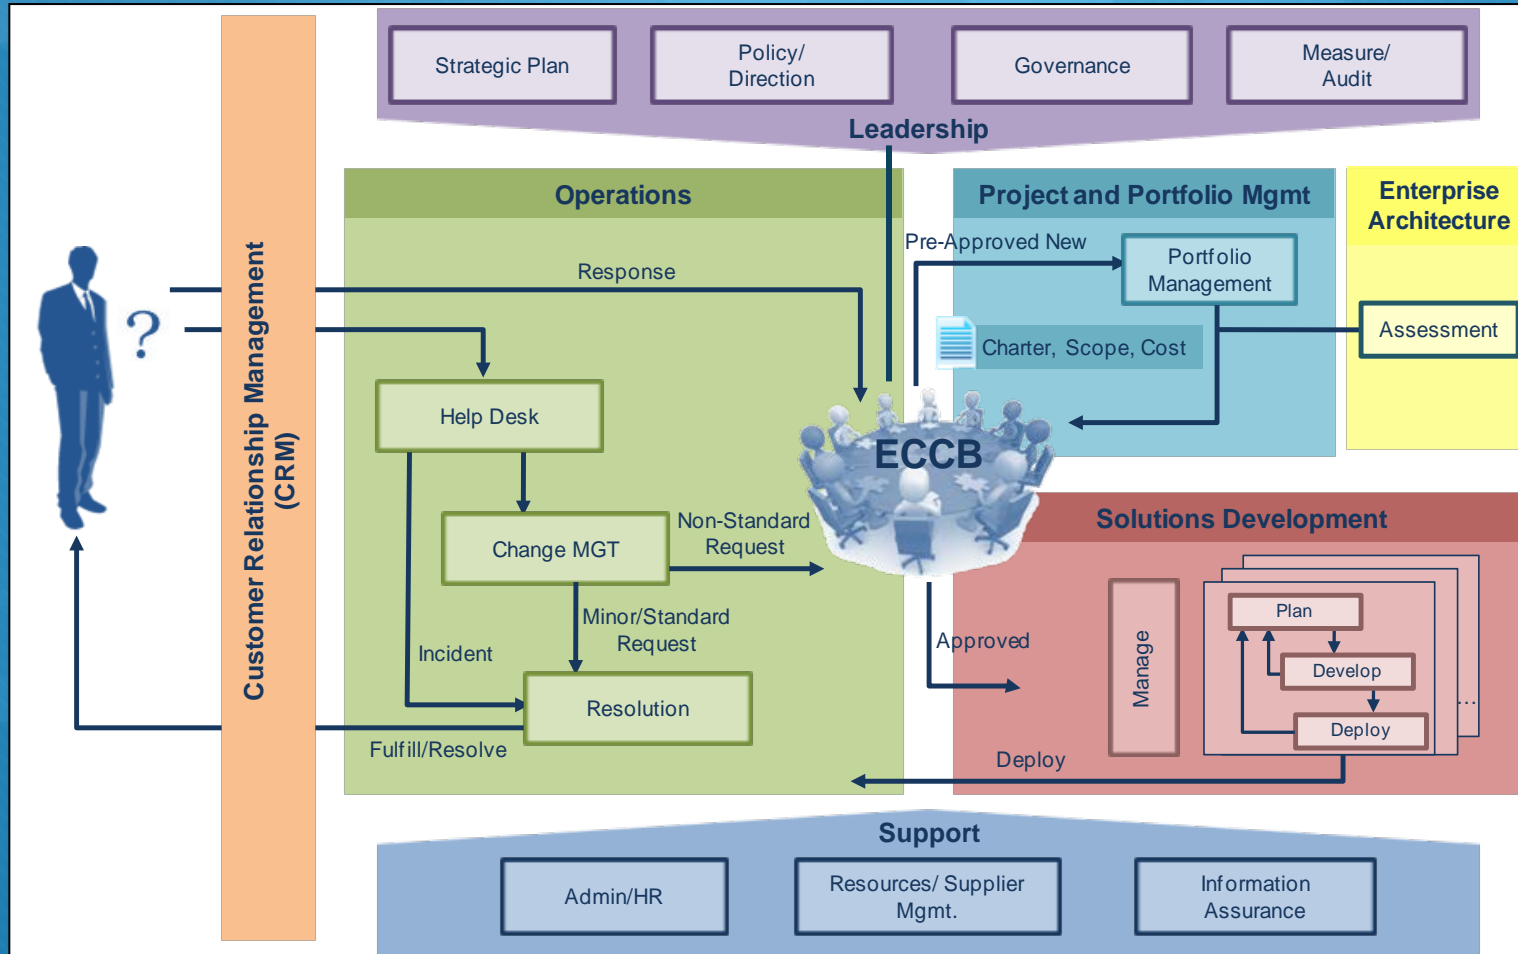 Strategic Plan
Policy/
Direction
Governance
Measure/
Audit
Leadership
Customer Relationship Management
(CRM)
Operations
Project and Portfolio Mgmt
Enterprise
Architecture
Response
?
Pre-Approved New
Portfolio
Management
Charter, Scope, Cost
Assessment
Help Desk
ECCB
Change MGT
Non-Standard
Request
Minor/Standard
Request
Incident
Resolution
Fulfill/Resolve
Solutions Development
Approved
Manage
Plan
Develop
Deploy
...
Deploy
Support
Admin/HR
Resources/ Supplier
Mgmt.
Information
Assurance